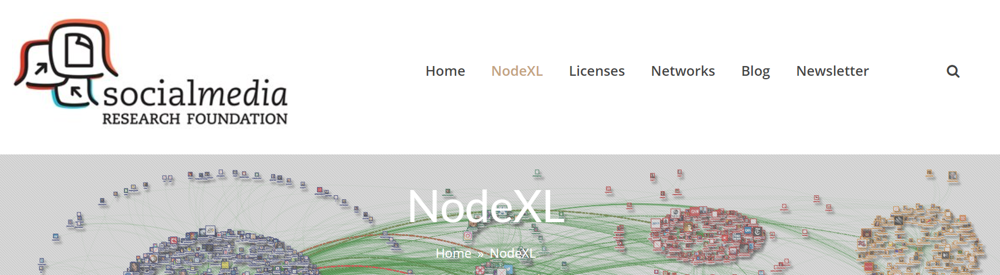 socialmedia
RESEARCH FOUNDATION
Home NodeXL Licenses Networks Blog Newsletter
NodeXL
Home » NodeXL